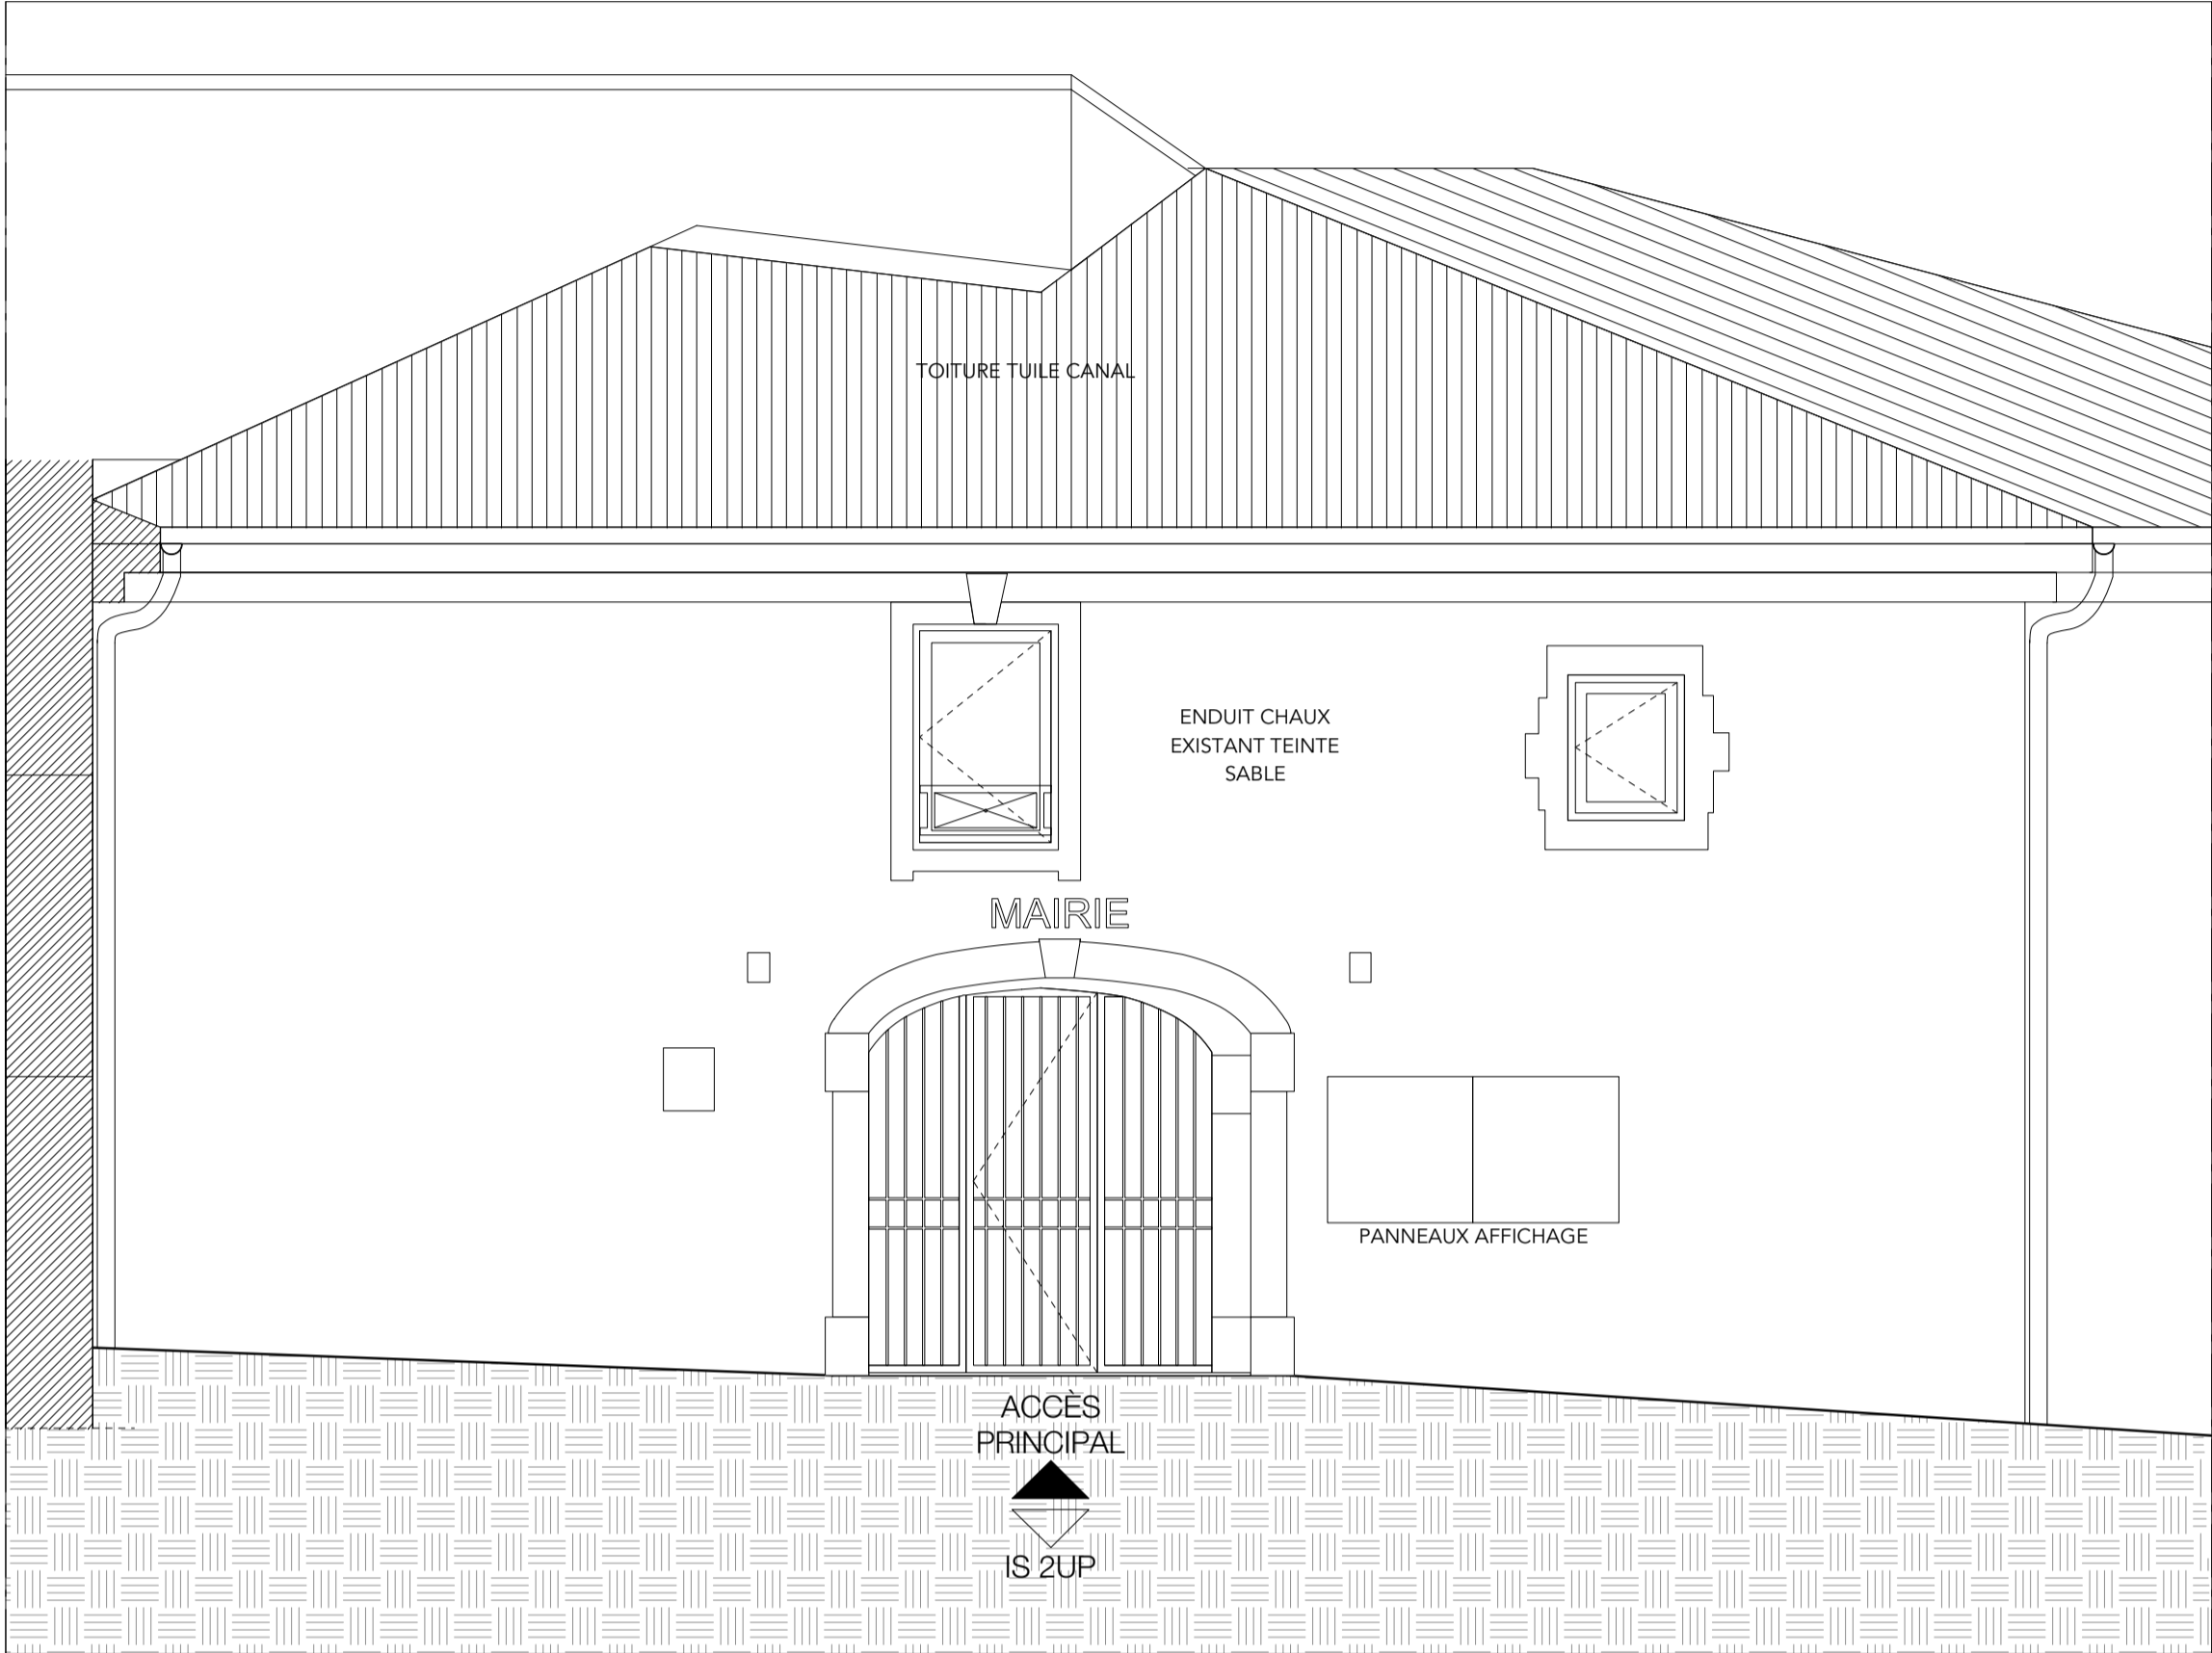 TOITURE TUILE CANAL
ENDUIT CHAUX
EXISTANT TEINTE
SABLE
MAIRIE
PANNEAUX AFFICHAGE
ACCÈS
PRINCIPAL
IS 2UP